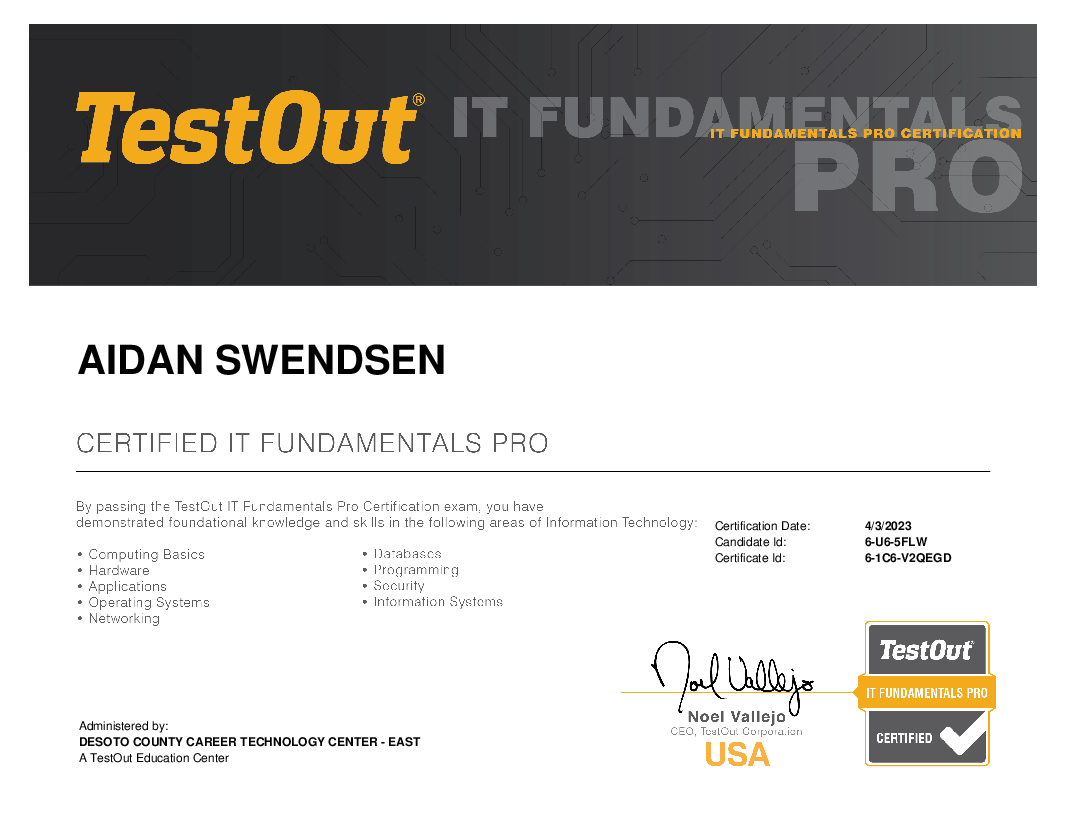 TestOut®
IT FUNDAMENTALS
IT FUNDAMENTALS PRO CERTIFICATION
PRO
AIDAN SWENDSEN
CERTIFIED IT FUNDAMENTALS PRO
By passing the TestOut IT Fundamentals Pro Certification exam, you have
demonstrated foundational knowledge and skills in the following areas of Information Technology:
• Computing Basics
• Hardware
• Applications
• Operating Systems
• Networking
• Databases
• Programming
• Security
• Information Systems
Certification Date: 4/3/2023
Candidate Id: 6-U6-5FLW
Certificate Id: 6-1C6-V2QEGD
Noel Vallejo
Noel Vallejo
CEO, TestOut Corporation
USA
TestOut®
IT FUNDAMENTALS PRO
CERTIFIED
Administered by:
DESOTO COUNTY CAREER TECHNOLOGY CENTER - EAST
A TestOut Education Center